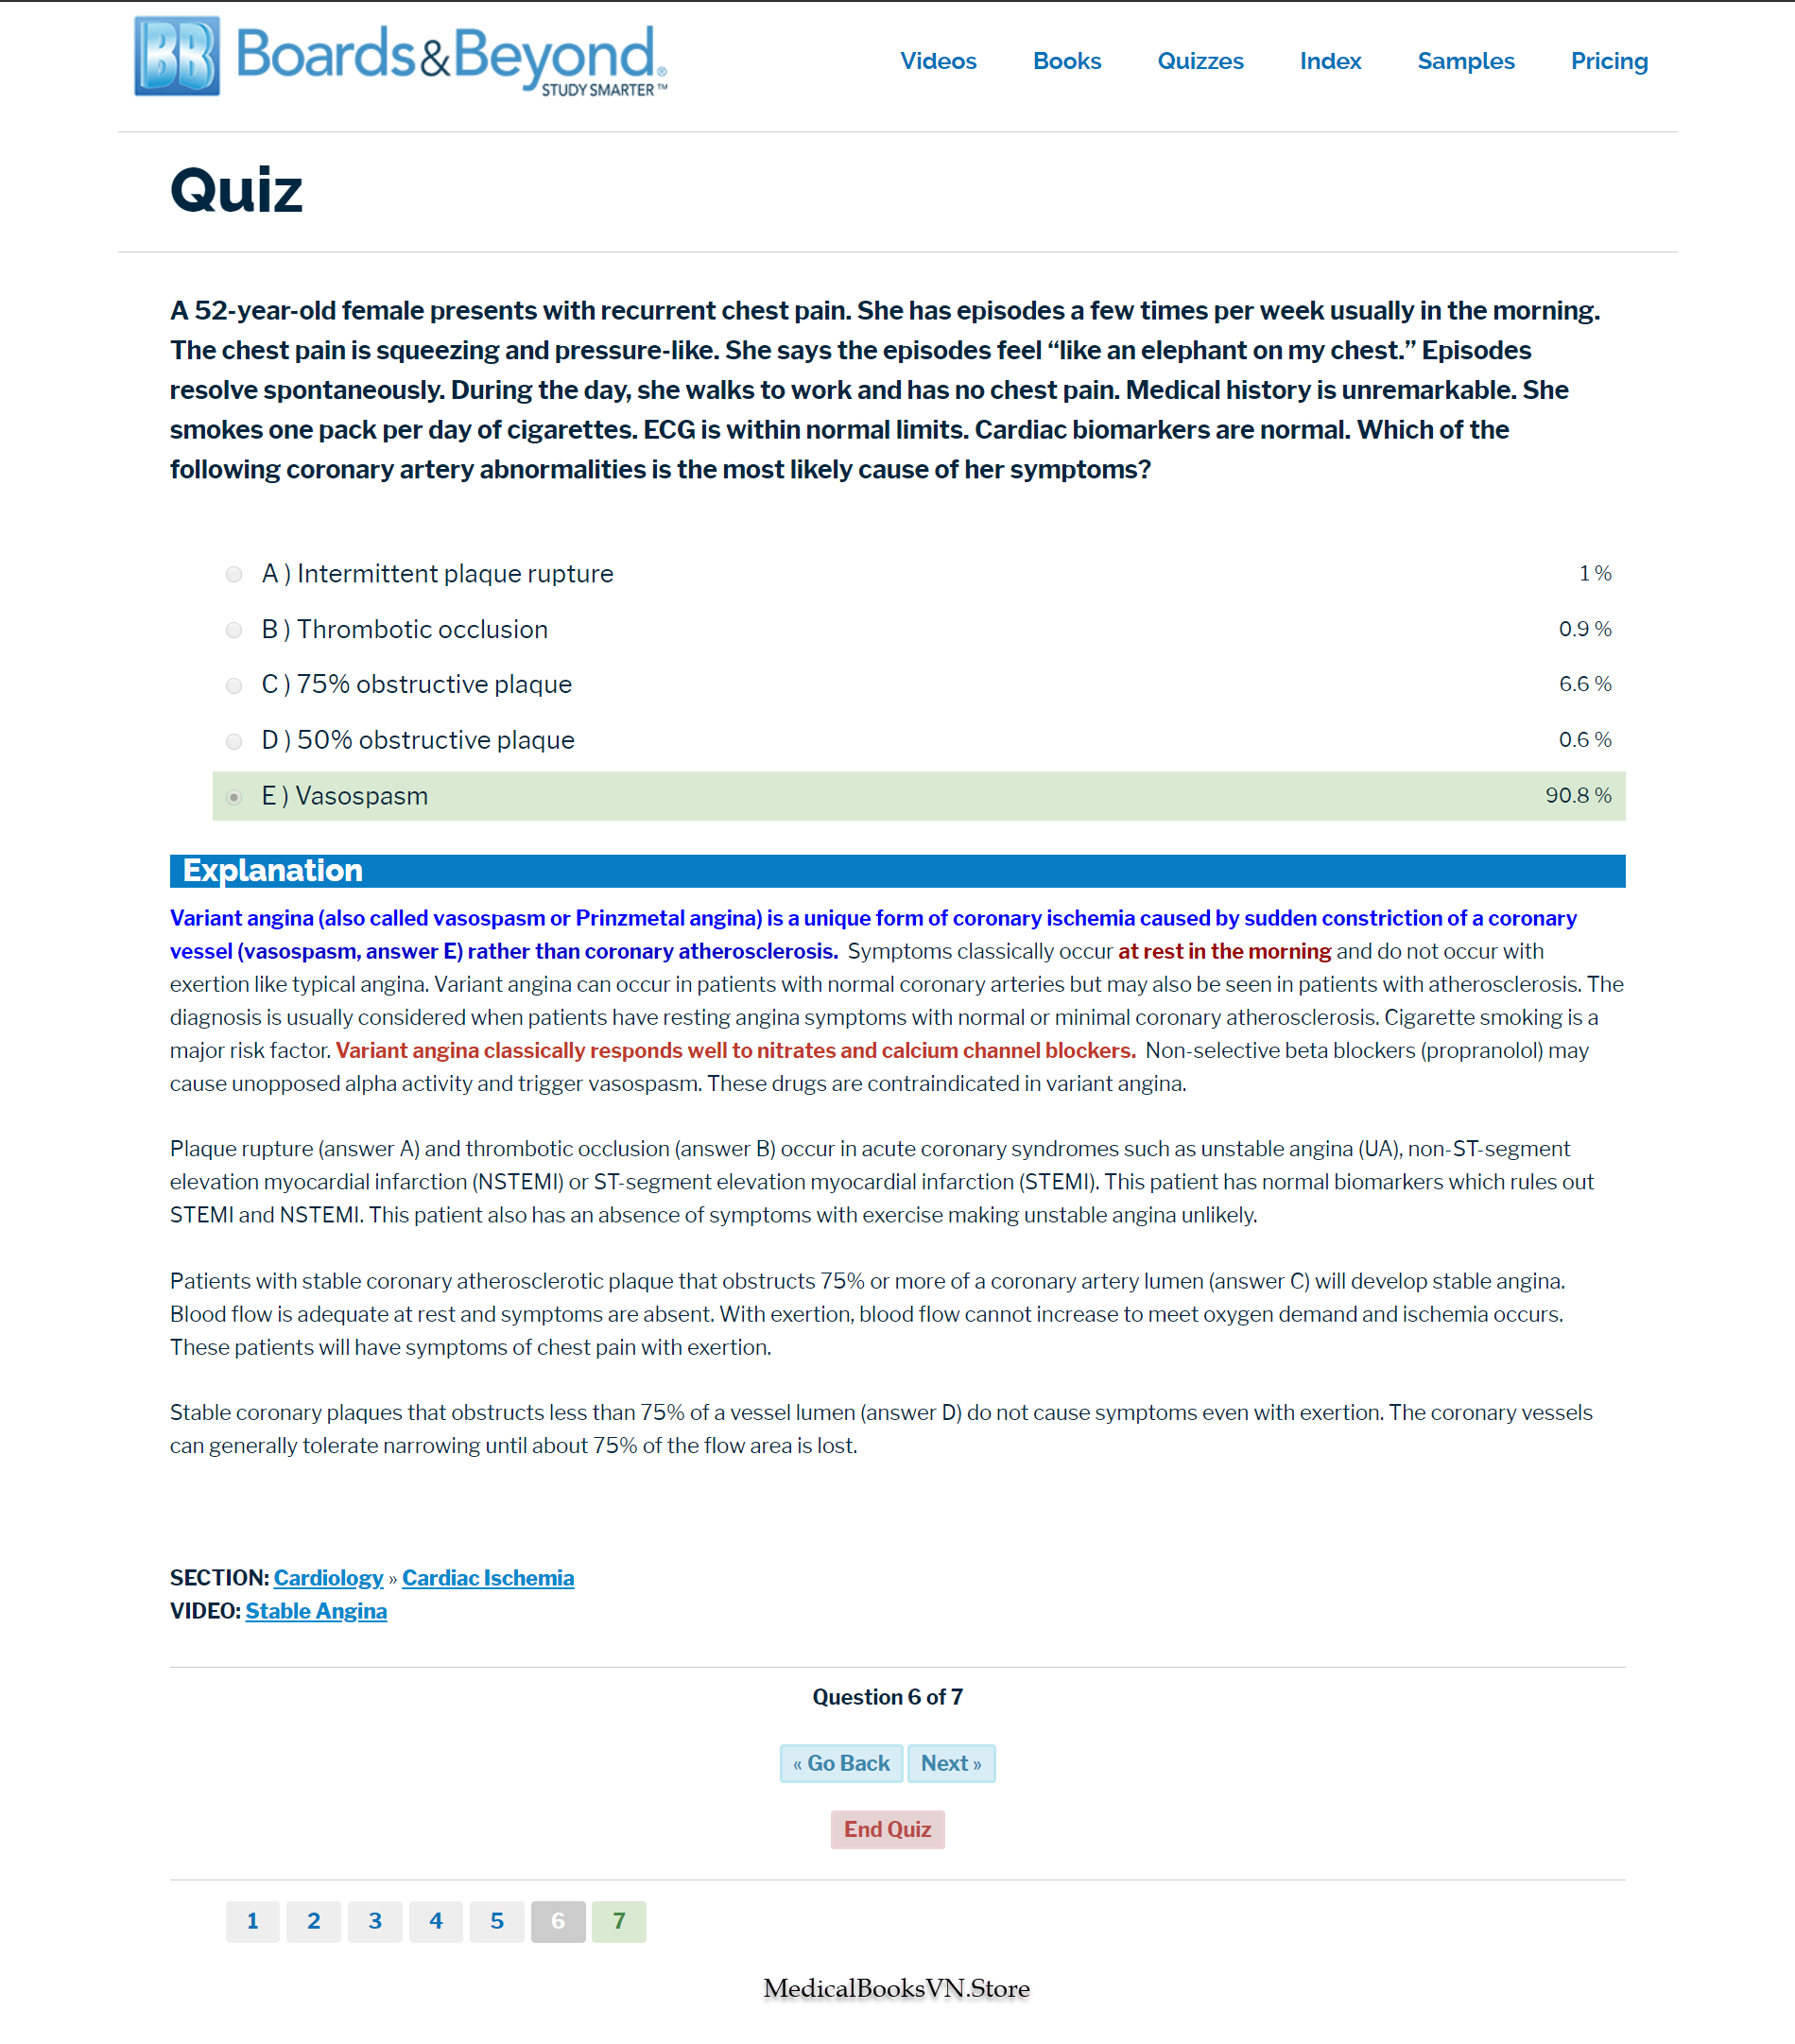 BB Boards&Beyond®
STUDY SMARTER™
Videos Books Quizzes Index Samples Pricing
Quiz
A 52-year-old female presents with recurrent chest pain. She has episodes a few times per week usually in the morning.
The chest pain is squeezing and pressure-like. She says the episodes feel “like an elephant on my chest.” Episodes
resolve spontaneously. During the day, she walks to work and has no chest pain. Medical history is unremarkable. She
smokes one pack per day of cigarettes. ECG is within normal limits. Cardiac biomarkers are normal. Which of the
following coronary artery abnormalities is the most likely cause of her symptoms?
A ) Intermittent plaque rupture 1 %
B ) Thrombotic occlusion 0.9 %
C ) 75% obstructive plaque 6.6 %
D ) 50% obstructive plaque 0.6 %
E ) Vasospasm 90.8 %
Explanation
Variant angina (also called vasospasm or Prinzmetal angina) is a unique form of coronary ischemia caused by sudden constriction of a coronary
vessel (vasospasm, answer E) rather than coronary atherosclerosis. Symptoms classically occur at rest in the morning and do not occur with
exertion like typical angina. Variant angina can occur in patients with normal coronary arteries but may also be seen in patients with atherosclerosis. The
diagnosis is usually considered when patients have resting angina symptoms with normal or minimal coronary atherosclerosis. Cigarette smoking is a
major risk factor. Variant angina classically responds well to nitrates and calcium channel blockers. Non-selective beta blockers (propranolol) may
cause unopposed alpha activity and trigger vasospasm. These drugs are contraindicated in variant angina.
Plaque rupture (answer A) and thrombotic occlusion (answer B) occur in acute coronary syndromes such as unstable angina (UA), non-ST-segment
elevation myocardial infarction (NSTEMI) or ST-segment elevation myocardial infarction (STEMI). This patient has normal biomarkers which rules out
STEMI and NSTEMI. This patient also has an absence of symptoms with exercise making unstable angina unlikely.
Patients with stable coronary atherosclerotic plaque that obstructs 75% or more of a coronary artery lumen (answer C) will develop stable angina.
Blood flow is adequate at rest and symptoms are absent. With exertion, blood flow cannot increase to meet oxygen demand and ischemia occurs.
These patients will have symptoms of chest pain with exertion.
Stable coronary plaques that obstructs less than 75% of a vessel lumen (answer D) do not cause symptoms even with exertion. The coronary vessels
can generally tolerate narrowing until about 75% of the flow area is lost.
SECTION: Cardiology » Cardiac Ischemia
VIDEO: Stable Angina
Question 6 of 7
« Go Back Next »
End Quiz
1 2 3 4 5 6 7
MedicalBooksVN.Store